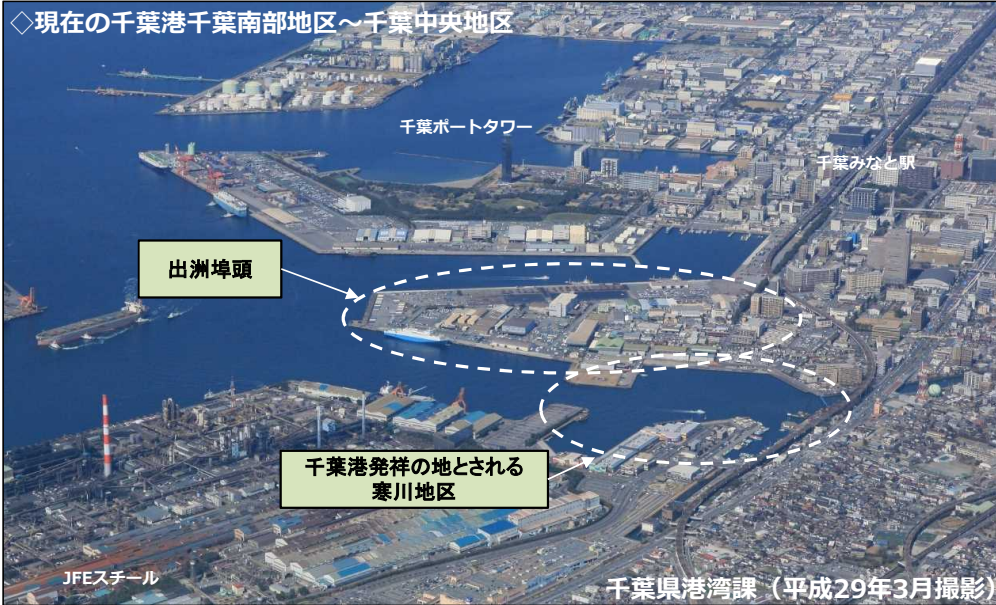 ◇現在の千葉港千葉南部地区～千葉中央地区
千葉ポートタワー
千葉みなと駅
出洲埠頭
千葉港発祥の地とされる
寒川地区
JFEスチール
千葉県港湾課（平成29年3月撮影）